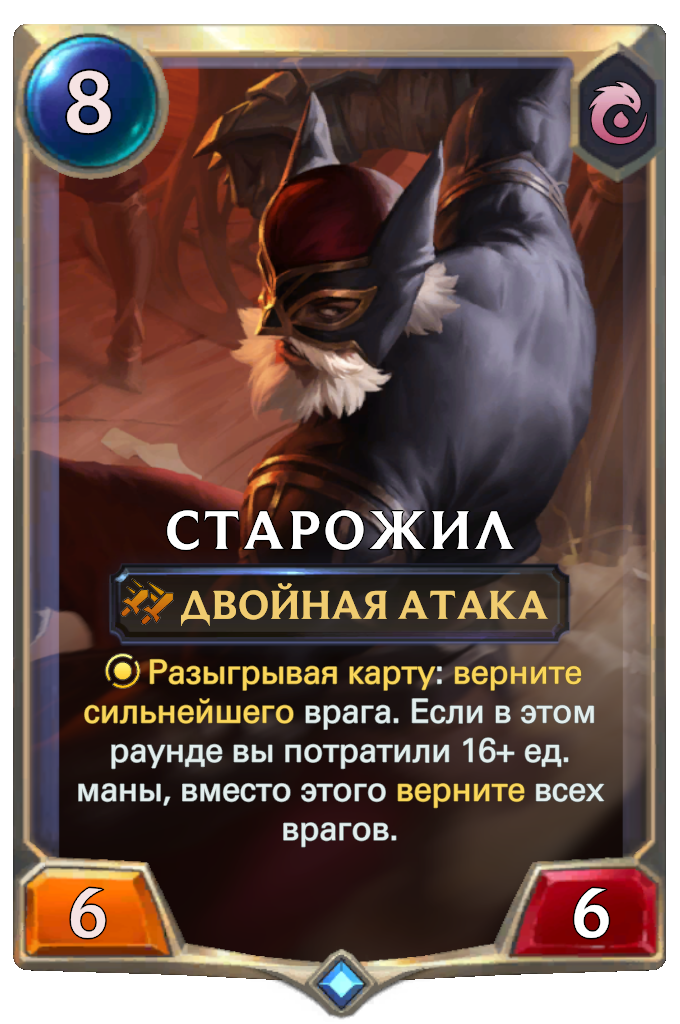 8
СТАРОЖИЛ
ДВОЙНАЯ АТАКА
Разыгрывая карту: верните
сильнейшего врага. Если в этом
раунде вы потратили 16+ ед.
маны, вместо этого верните всех
врагов.
6
6